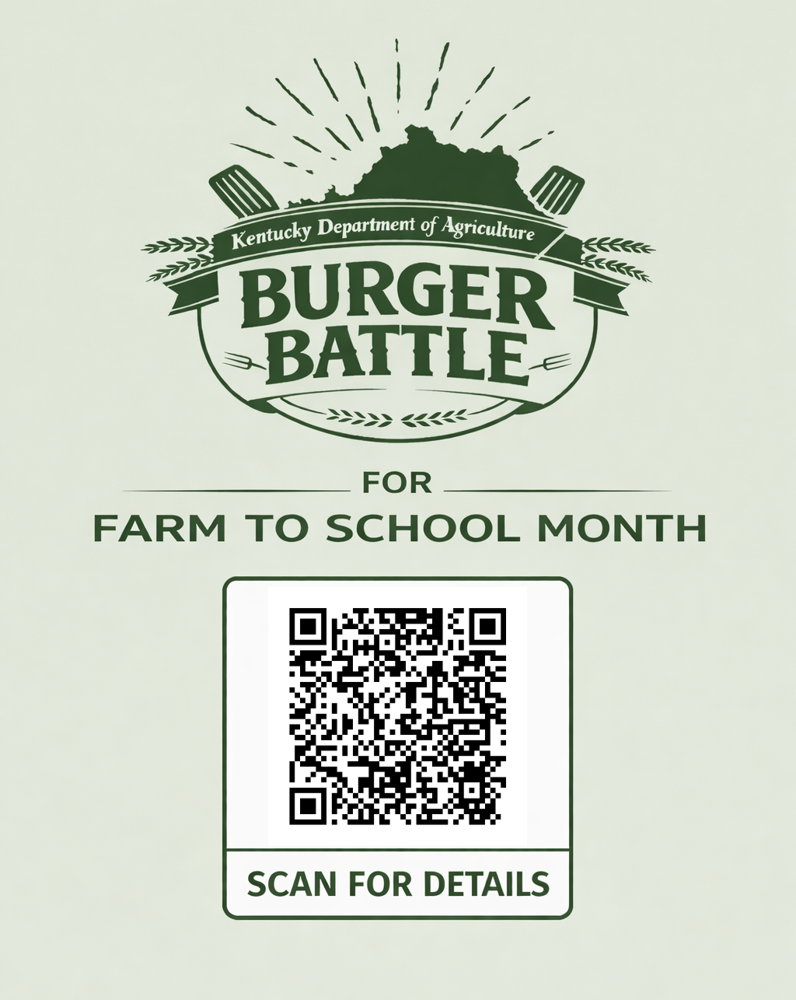 Kentucky Department of Agriculture
BURGER
BATTLE
FOR
FARM TO SCHOOL MONTH
SCAN FOR DETAILS